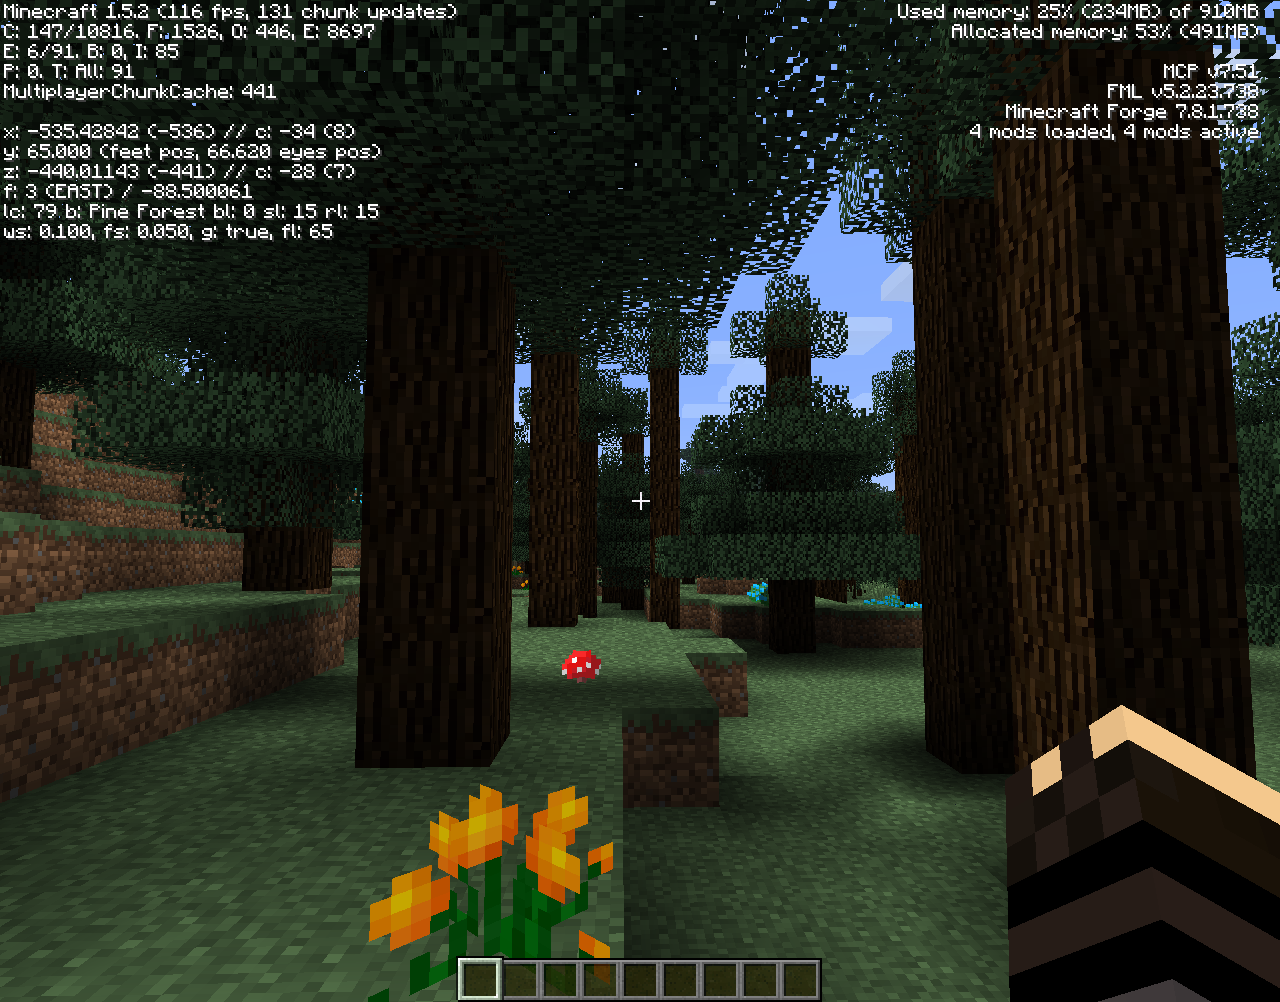 Minecraft 1.5.2 (116 fps, 131 chunk updates)
C: 147/10816. F: 1526, O: 446, E: 8697
E: 6/91. B: 0, I: 85
P: 0. T: All: 91
MultiplayerChunkCache: 441
x: -535.42842 (-536) // c: -34 (8)
y: 65.000 (feet pos, 66.620 eyes pos)
z: -440.01143 (-441) // c: -28 (7)
f: 3 (EAST) / -88.500061
lc: 79 b: Pine Forest bl: 0 sl: 15 rl: 15
ws: 0.100, fs: 0.050, g: true, fl: 65
Used memory: 25% (234MB) of 910MB
Allocated memory: 53% (491MB)
MCP v7.51
FML v5.2.23.738
Minecraft Forge 7.8.1.738
4 mods loaded, 4 mods active